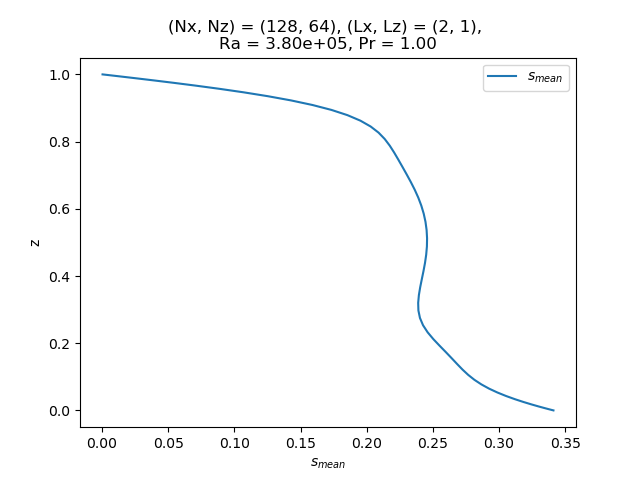 (Nx, Nz) = (128, 64), (Lx, Lz) = (2, 1),
Ra = 3.80e+05, Pr = 1.00
s_mean
1.0
0.8
0.6
0.4
0.2
0.0
z
0.00 0.05 0.10 0.15 0.20 0.25 0.30 0.35
s_mean